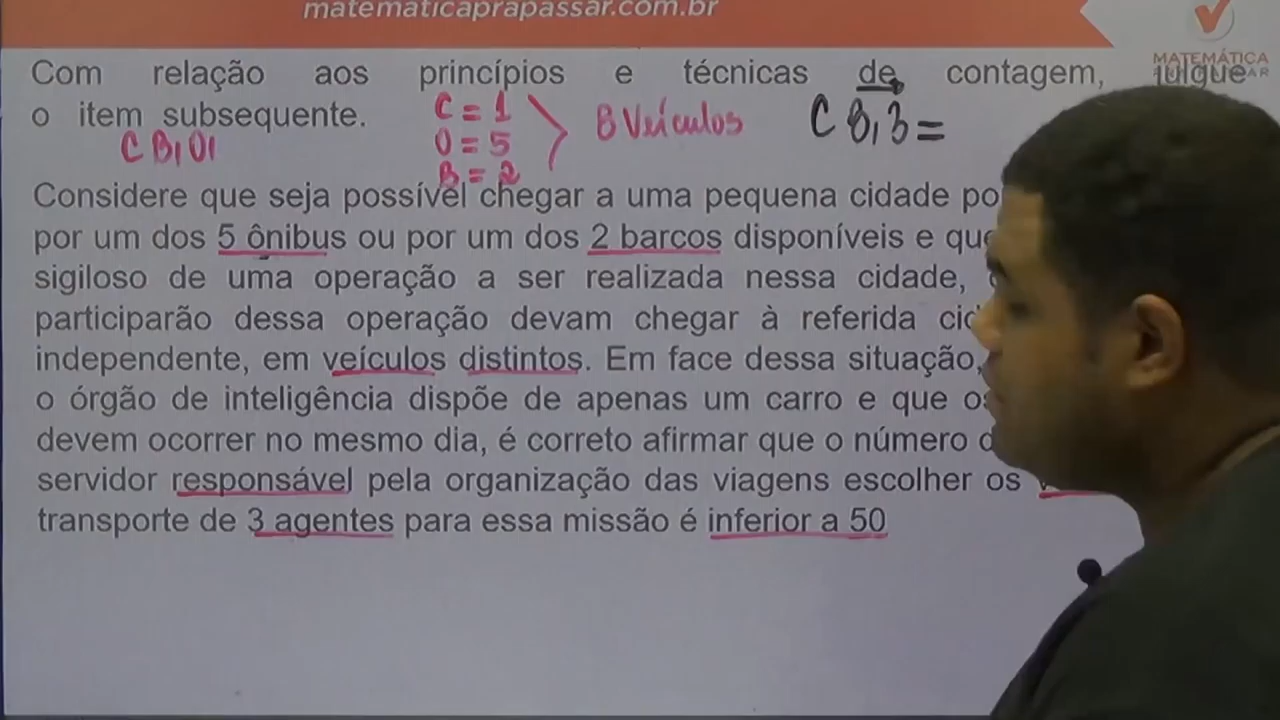 matematicaprapassar.com.br
MATEMÁTICA
Com relação aos princípios e técnicas de contagem, julgue
o item subsequente.
C = 1
O = 5
B = 2
8 Veículos
C 8,3 =
C B1 O1
Considere que seja possível chegar a uma pequena cidade po
por um dos 5 ônibus ou por um dos 2 barcos disponíveis e que
sigiloso de uma operação a ser realizada nessa cidade,
participarão dessa operação devam chegar à referida cid
independente, em veículos distintos. Em face dessa situação,
o órgão de inteligência dispõe de apenas um carro e que os
devem ocorrer no mesmo dia, é correto afirmar que o número d
servidor responsável pela organização das viagens escolher os
transporte de 3 agentes para essa missão é inferior a 50